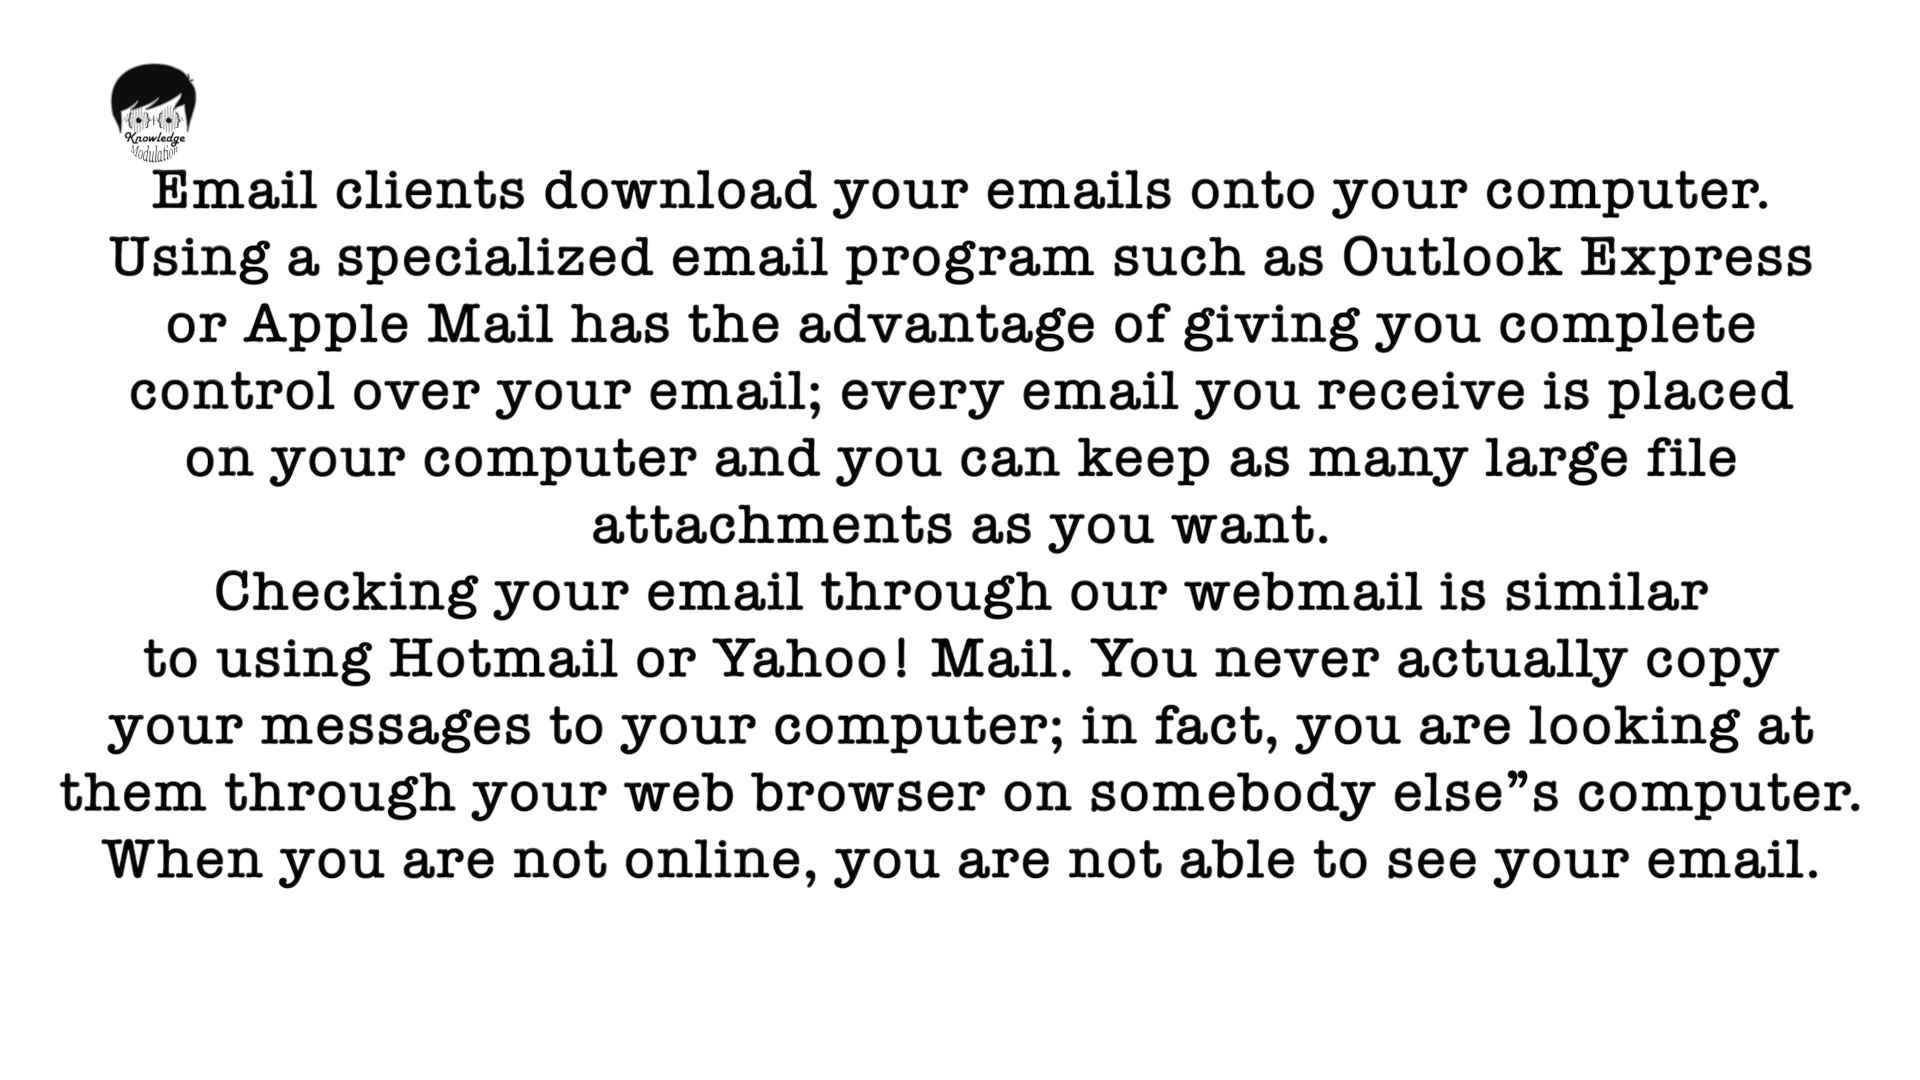 Knowledge
Modulation
Email clients download your emails onto your computer.
Using a specialized email program such as Outlook Express
or Apple Mail has the advantage of giving you complete
control over your email; every email you receive is placed
on your computer and you can keep as many large file
attachments as you want.
Checking your email through our webmail is similar
to using Hotmail or Yahoo! Mail. You never actually copy
your messages to your computer; in fact, you are looking at
them through your web browser on somebody else”s computer.
When you are not online, you are not able to see your email.